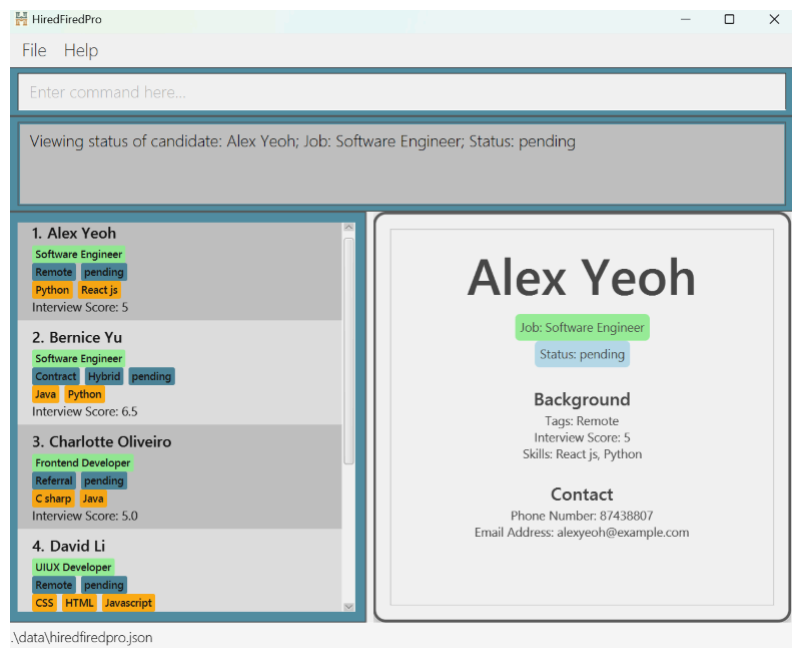 HiredFiredPro
File Help
Enter command here...
Viewing status of candidate: Alex Yeoh; Job: Software Engineer; Status: pending
1. Alex Yeoh
Software Engineer
Remote pending
Python React js
Interview Score: 5
2. Bernice Yu
Software Engineer
Contract Hybrid pending
Java Python
Interview Score: 6.5
3. Charlotte Oliveiro
Frontend Developer
Referral pending
C sharp Java
Interview Score: 5.0
4. David Li
UIUX Developer
Remote pending
CSS HTML Javascript
Alex Yeoh
Job: Software Engineer
Status: pending
Background
Tags: Remote
Interview Score: 5
Skills: React js, Python
Contact
Phone Number: 87438807
Email Address: alexyeoh@example.com
.\data\hiredfiredpro.json